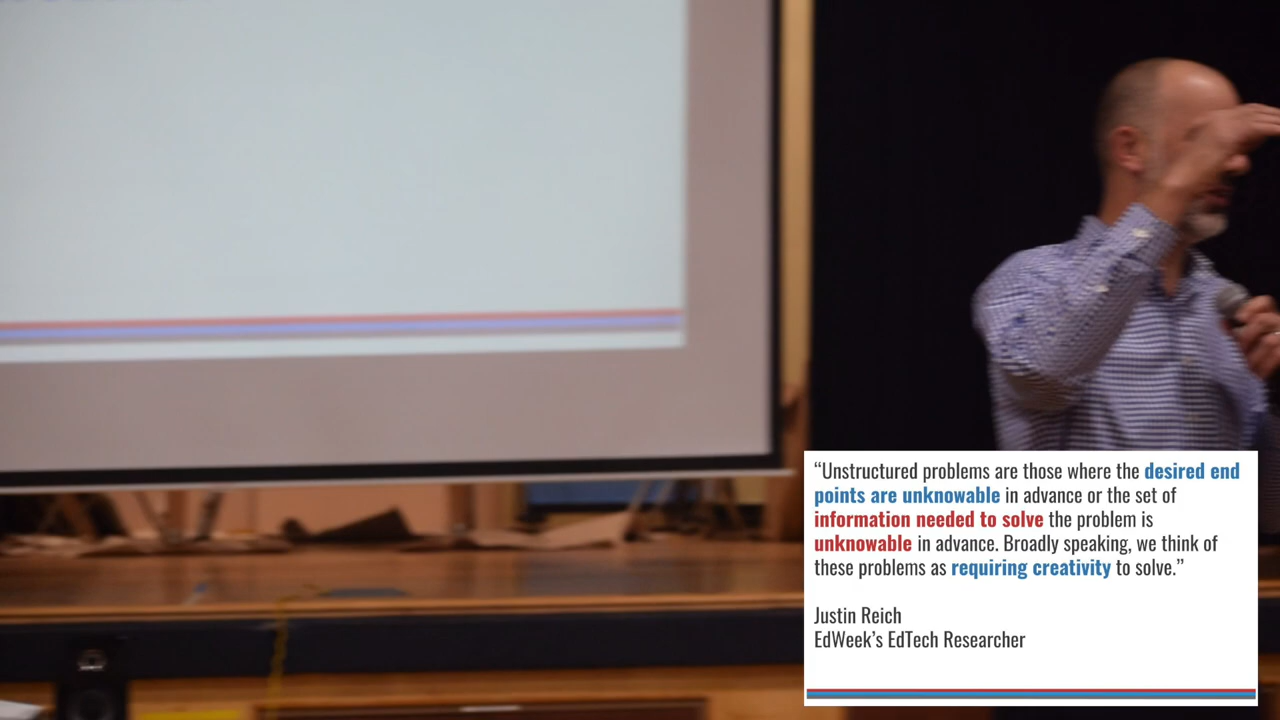 “Unstructured problems are those where the desired end
points are unknowable in advance or the set of
information needed to solve the problem is
unknowable in advance. Broadly speaking, we think of
these problems as requiring creativity to solve.”
Justin Reich
EdWeek’s EdTech Researcher